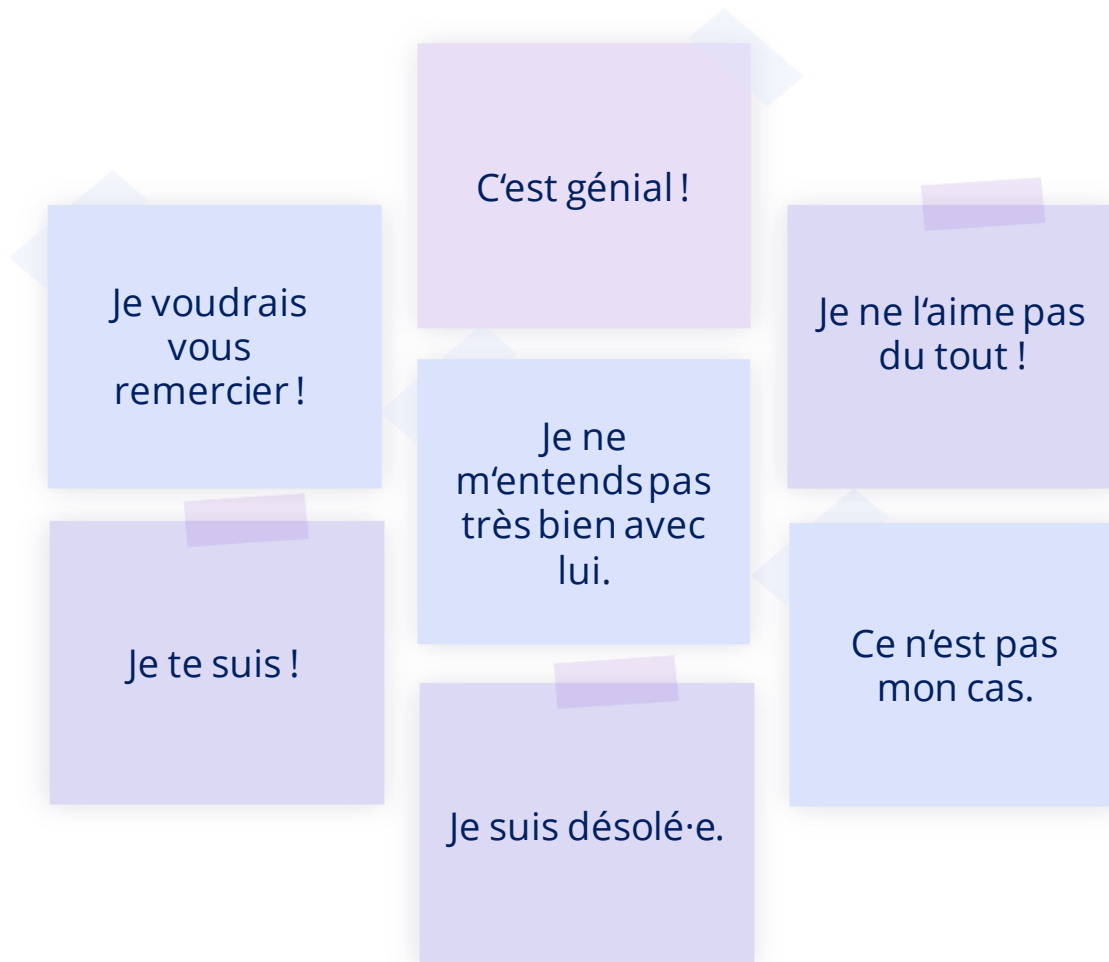 C‘est génial !
Je voudrais
vous
remercier !
Je ne l‘aime pas
du tout !
Je ne
m‘entends pas
très bien avec
lui.
Je te suis !
Ce n‘est pas
mon cas.
Je suis désolé·e.